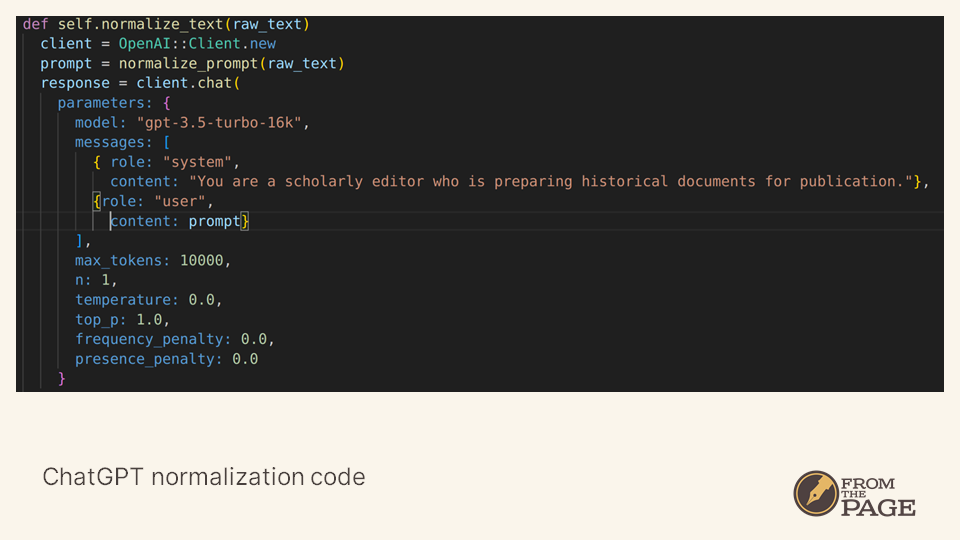 def self.normalize_text(raw_text)
  client = OpenAI::Client.new
  prompt = normalize_prompt(raw_text)
  response = client.chat(
    parameters: {
      model: "gpt-3.5-turbo-16k",
      messages: [
        { role: "system",
          content: "You are a scholarly editor who is preparing historical documents for publication."},
        {role: "user",
          content: prompt}
      ],
      max_tokens: 10000,
      n: 1,
      temperature: 0.0,
      top_p: 1.0,
      frequency_penalty: 0.0,
      presence_penalty: 0.0
    }
ChatGPT normalization code
FROM
THE
PAGE